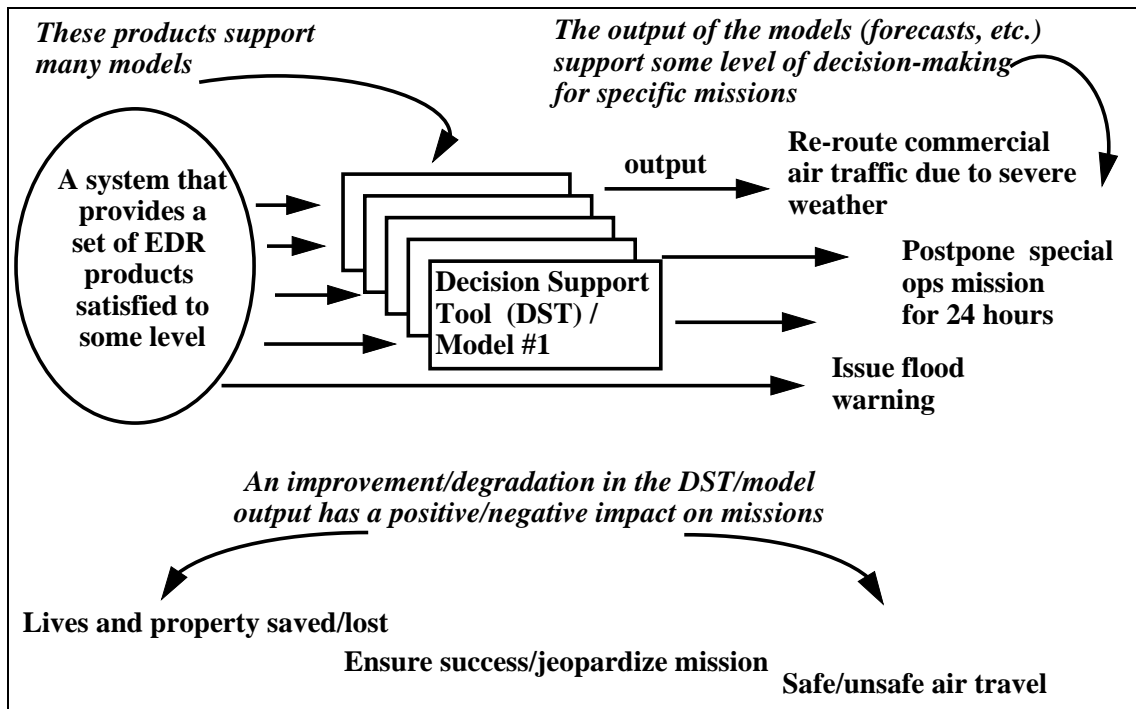 These products support
many models
The output of the models (forecasts, etc.)
support some level of decision-making
for specific missions
A system that
provides a
set of EDR
products
satisfied to
some level
output
Decision Support
Tool (DST) /
Model #1
Re-route commercial
air traffic due to severe
weather
Postpone special
ops mission
for 24 hours
Issue flood
warning
An improvement/degradation in the DST/model
output has a positive/negative impact on missions
Lives and property saved/lost
Ensure success/jeopardize mission
Safe/unsafe air travel